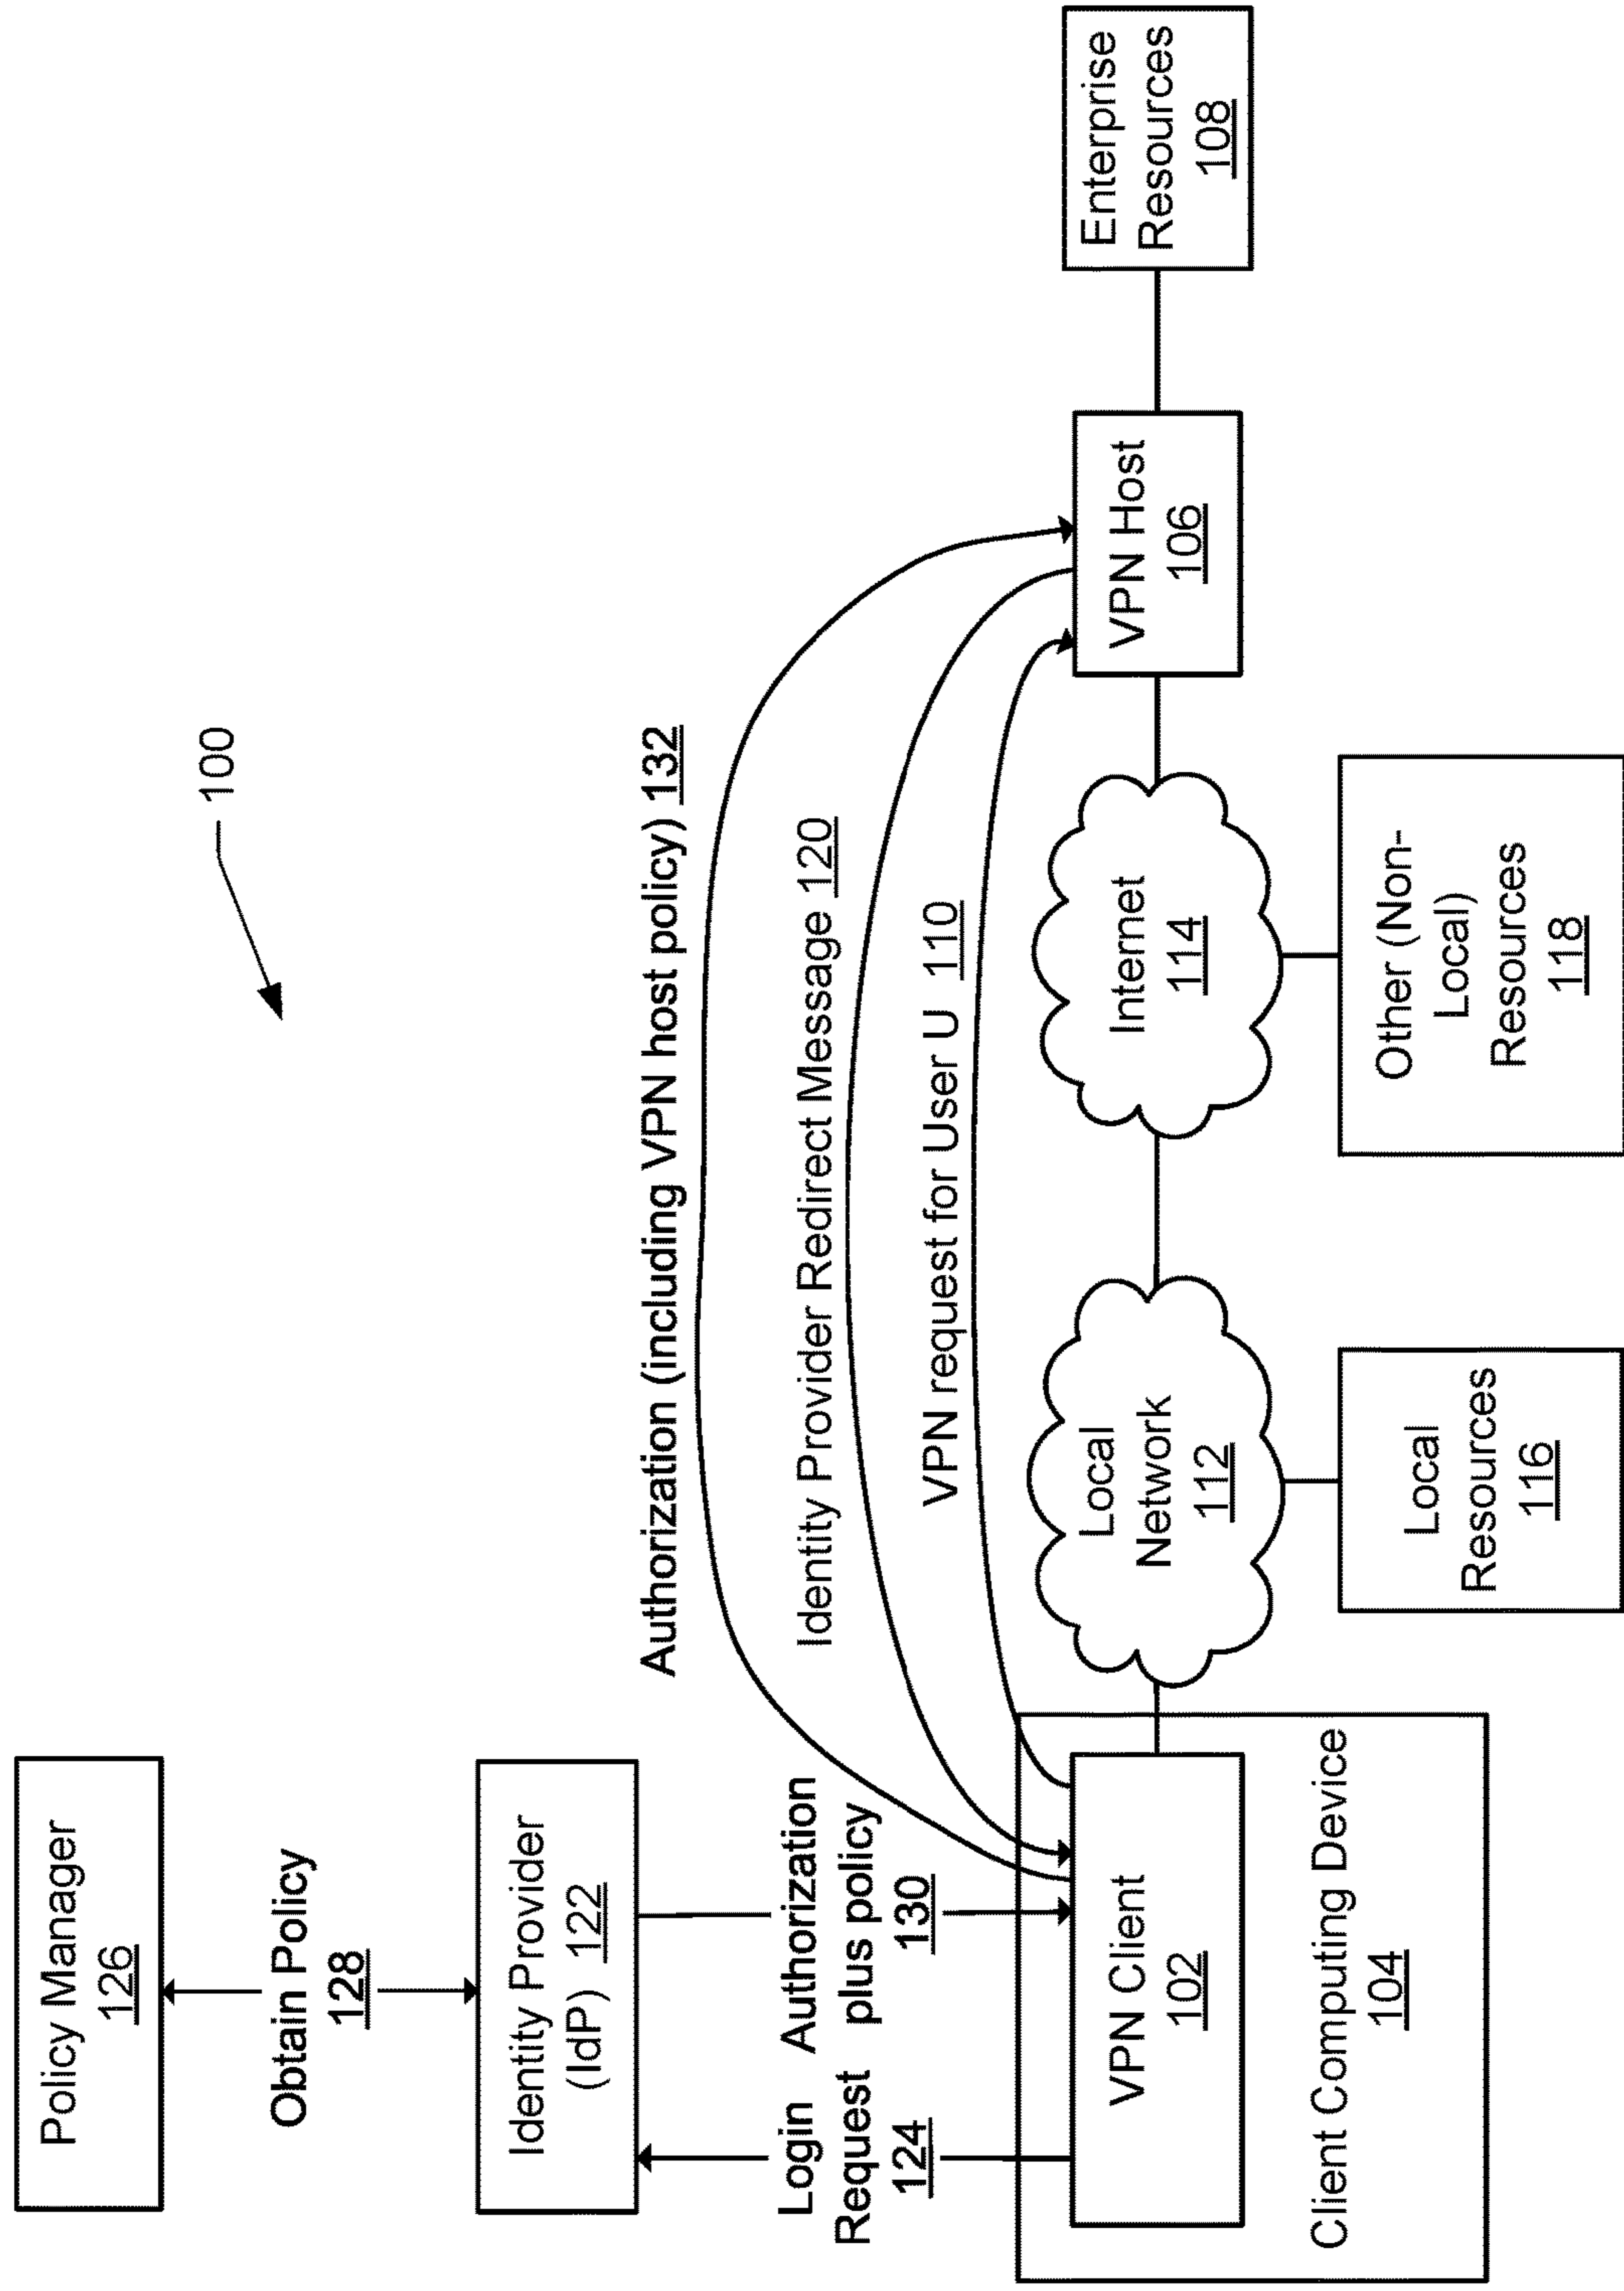 100
Policy Manager
126
Obtain Policy
128
Identity Provider
(IdP) 122
Login
Request
124
Authorization
plus policy
130
Authorization (including VPN host policy) 132
Identity Provider Redirect Message 120
VPN request for User U 110
VPN Client
102
Client Computing Device
104
Local
Network
112
Internet
114
VPN Host
106
Enterprise
Resources
108
Local
Resources
116
Other (Non-
Local)
Resources
118